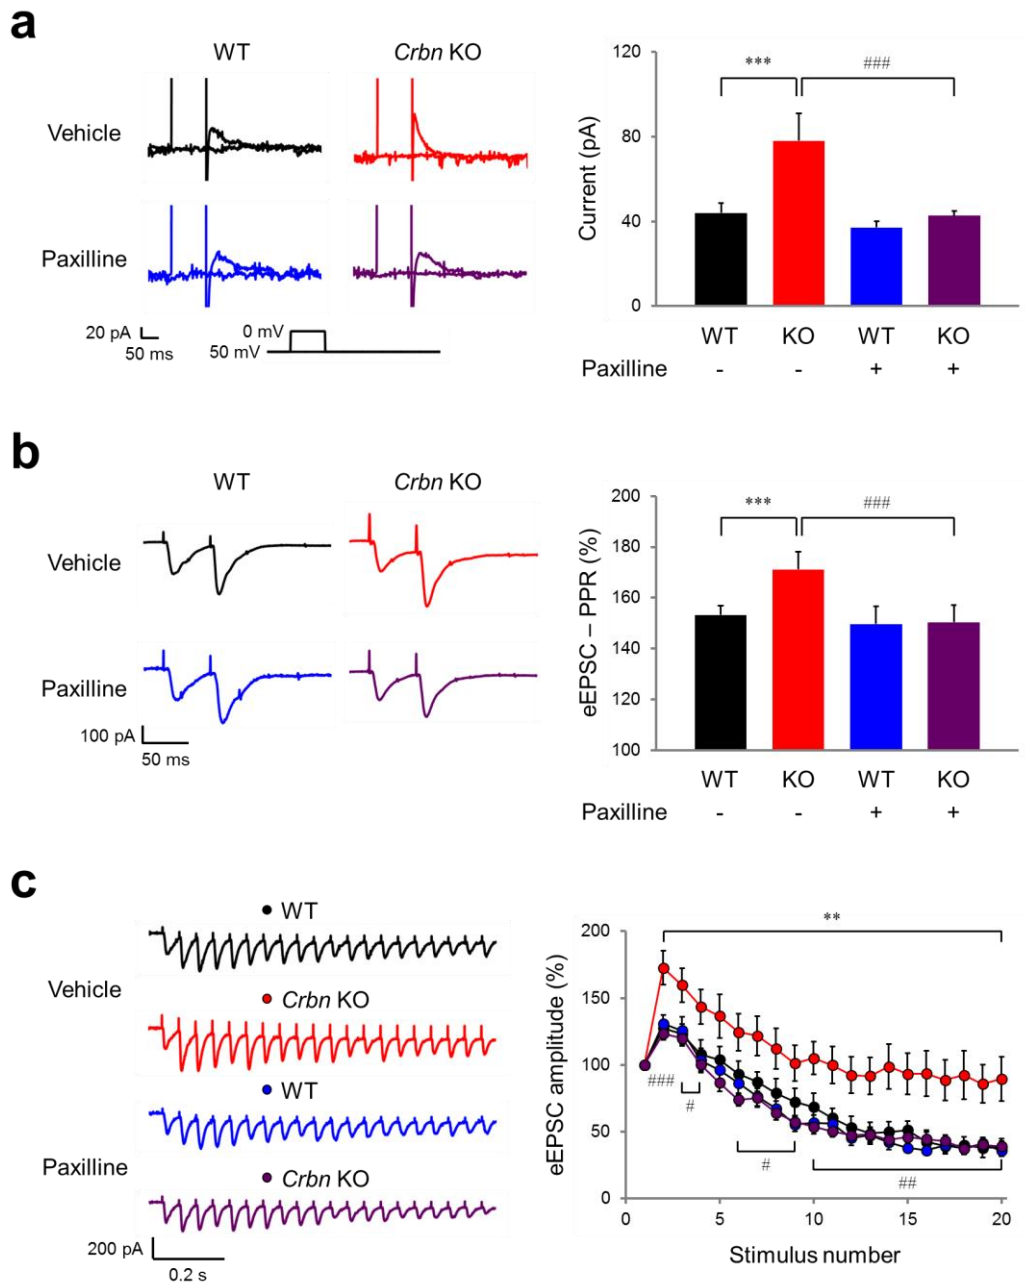 a
WT
Crbn KO
Vehicle
Paxilline
20 pA
50 ms
0 mV
50 mV
120
80
40
0
Current (pA)
***
###
WT KO WT KO
Paxilline - - + +
b
WT
Crbn KO
Vehicle
Paxilline
100 pA
50 ms
200
180
160
140
120
100
eEPSC – PPR (%)
***
###
WT KO WT KO
Paxilline - - + +
c
WT
Vehicle
Crbn KO
WT
Paxilline
Crbn KO
200 pA
0.2 s
**
200
150
100
50
0
eEPSC amplitude (%)
###
#
#
##
0 5 10 15 20
Stimulus number